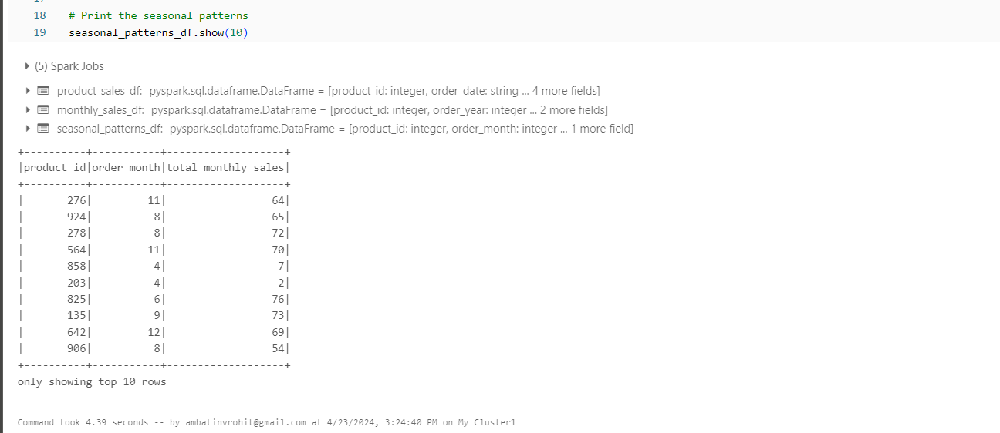 18 # Print the seasonal patterns
19 seasonal_patterns_df.show(10)
(5) Spark Jobs
product_sales_df: pyspark.sql.dataframe.DataFrame = [product_id: integer, order_date: string ... 4 more fields]
monthly_sales_df: pyspark.sql.dataframe.DataFrame = [product_id: integer, order_year: integer ... 2 more fields]
seasonal_patterns_df: pyspark.sql.dataframe.DataFrame = [product_id: integer, order_month: integer ... 1 more field]
+----------+-----------+-------------------+
|product_id|order_month|total_monthly_sales|
+----------+-----------+-------------------+
|       276|         11|                 64|
|       924|          8|                 65|
|       278|          8|                 72|
|       564|         11|                 70|
|       858|          4|                  7|
|       203|          4|                  2|
|       825|          6|                 76|
|       135|          9|                 73|
|       642|         12|                 69|
|       906|          8|                 54|
+----------+-----------+-------------------+
only showing top 10 rows
Command took 4.39 seconds -- by ambatinvrohit@gmail.com at 4/23/2024, 3:24:40 PM on My Cluster1